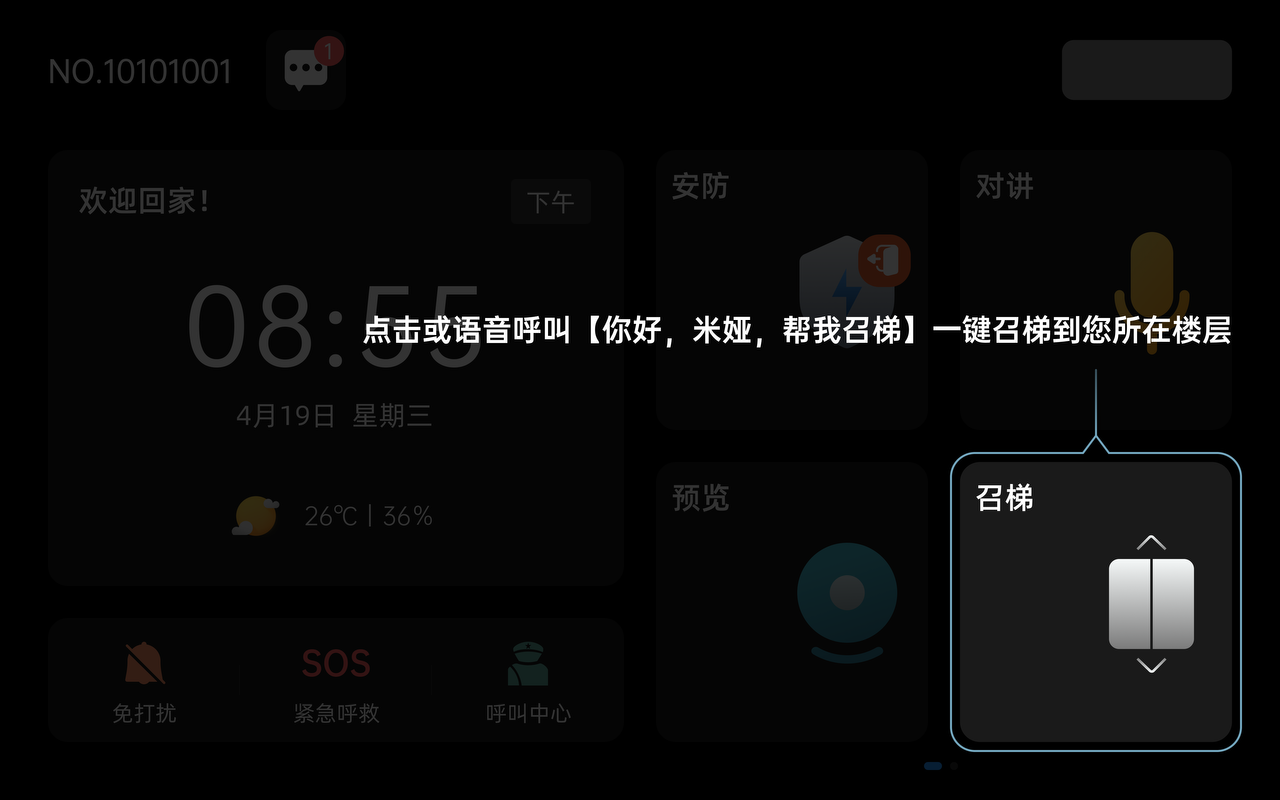 NO.10101001
1
欢迎回家！
下午
安防
对讲
08:55
点击或语音呼叫【你好，米娅，帮我召梯】一键召梯到您所在楼层
4月19日 星期三
26℃ | 36%
预览
召梯
SOS
免打扰
紧急呼救
呼叫中心